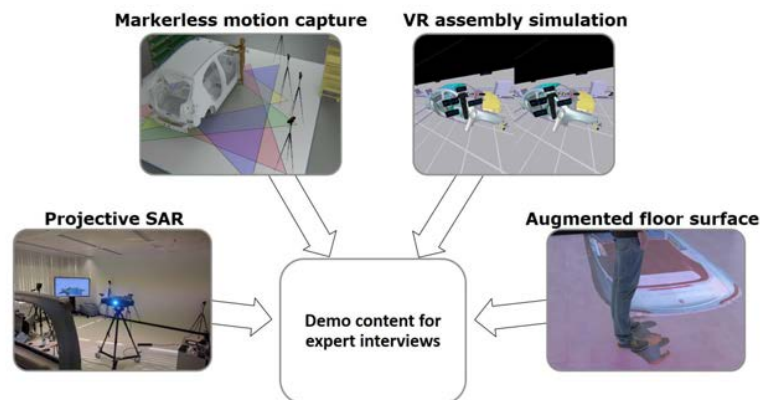 Markerless motion capture
VR assembly simulation
Projective SAR
Augmented floor surface
Demo content for
expert interviews